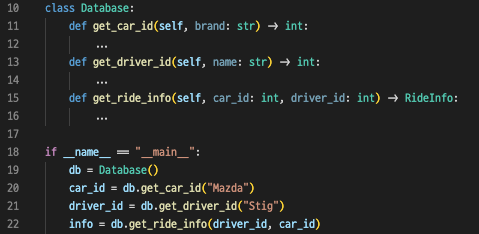 10 class Database:
11     def get_car_id(self, brand: str) -> int:
12         ...
13     def get_driver_id(self, name: str) -> int:
14         ...
15     def get_ride_info(self, car_id: int, driver_id: int) -> RideInfo:
16         ...
17
18 if __name__ == "__main__":
19     db = Database()
20     car_id = db.get_car_id("Mazda")
21     driver_id = db.get_driver_id("Stig")
22     info = db.get_ride_info(driver_id, car_id)